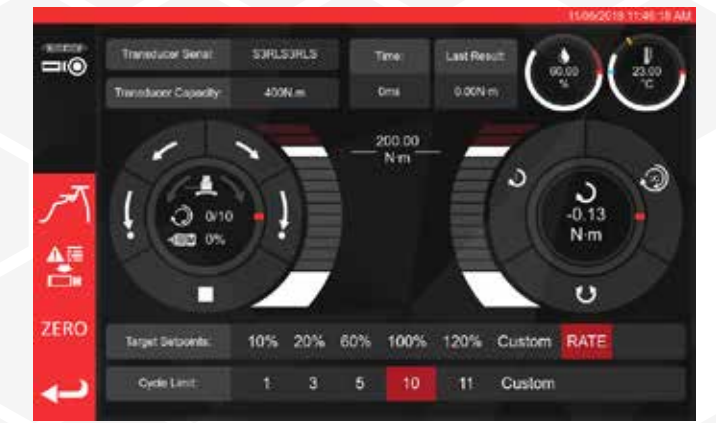 11/06/2019 11:46:18 AM
Transducer Serial: S3RLS3RLS Time: Last Result:
Transducer Capacity: 400N.m 0ms 0.00N·m
60.00 %
23.00 °C
200.00
N·m
0/10
0%
-0.13
N·m
ZERO
Target Setpoints: 10% 20% 60% 100% 120% Custom RATE
Cycle Limit: 1 3 5 10 11 Custom